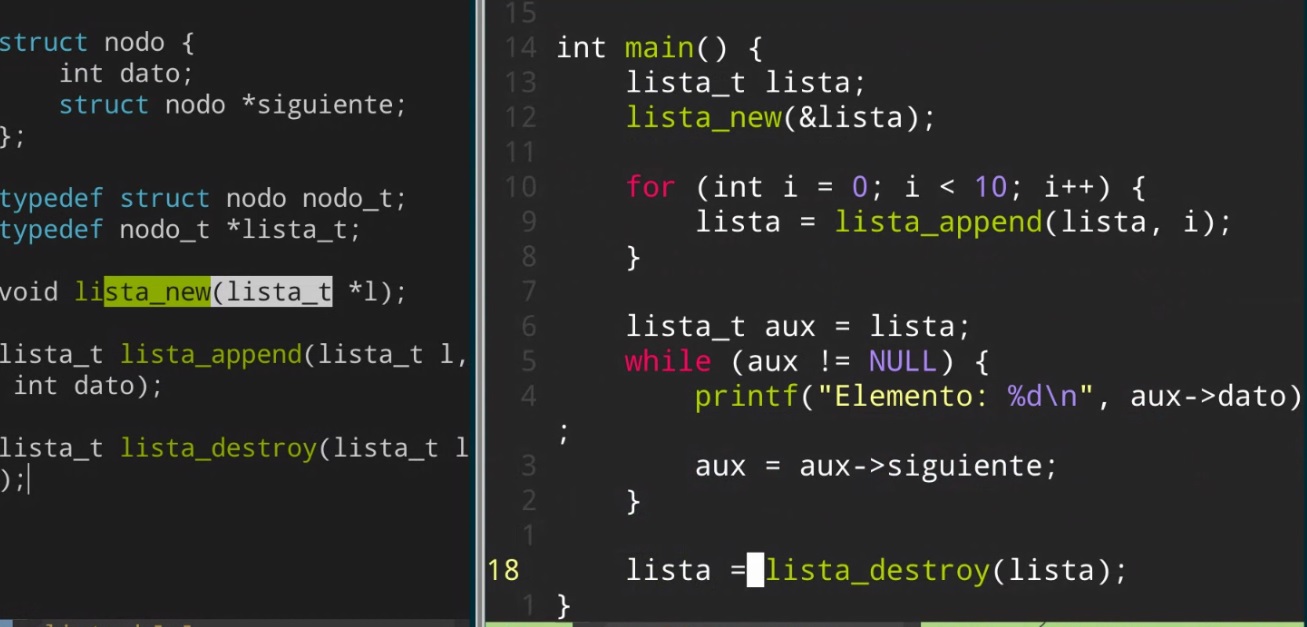 struct nodo {
    int dato;
    struct nodo *siguiente;
};
typedef struct nodo nodo_t;
typedef nodo_t *lista_t;
void lista_new(lista_t *l);
lista_t lista_append(lista_t l,
 int dato);
lista_t lista_destroy(lista_t l
);
15
14 int main() {
13     lista_t lista;
12     lista_new(&lista);
11
10     for (int i = 0; i < 10; i++) {
9         lista = lista_append(lista, i);
8     }
7
6     lista_t aux = lista;
5     while (aux != NULL) {
4         printf("Elemento: %d\n", aux->dato)
;
3         aux = aux->siguiente;
2     }
1
18     lista = lista_destroy(lista);
1 }